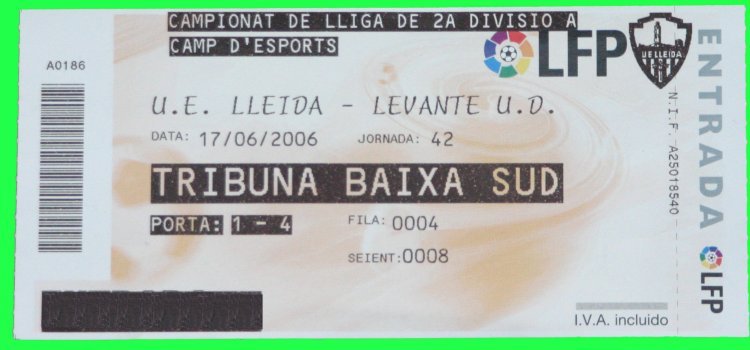 CAMPIONAT DE LLIGA DE 2A DIVISIO A
CAMP D'ESPORTS
LFP
U E LLEIDA
A0186
U.E. LLEIDA - LEVANTE U.D.
DATA: 17/06/2006 JORNADA: 42
TRIBUNA BAIXA SUD
PORTA: 1 - 4 FILA: 0004
SEIENT:0008
I.V.A. incluido
N.I.F. A25018540
ENTRADA
LFP